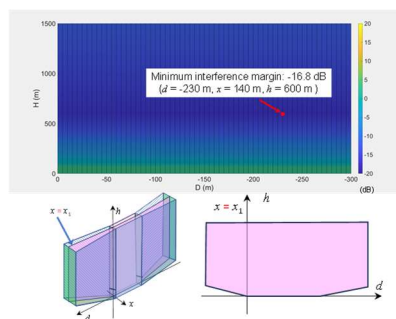 1500
1000
500
0
H (m)
Minimum interference margin: -16.8 dB
(d = -230 m, x = 140 m, h = 600 m )
0
-50
-100
-150
-200
-250
-300
D (m)
20
15
10
5
0
-5
-10
-15
-20
(dB)
x = x₁
h
x
d
x = x₁
h
d